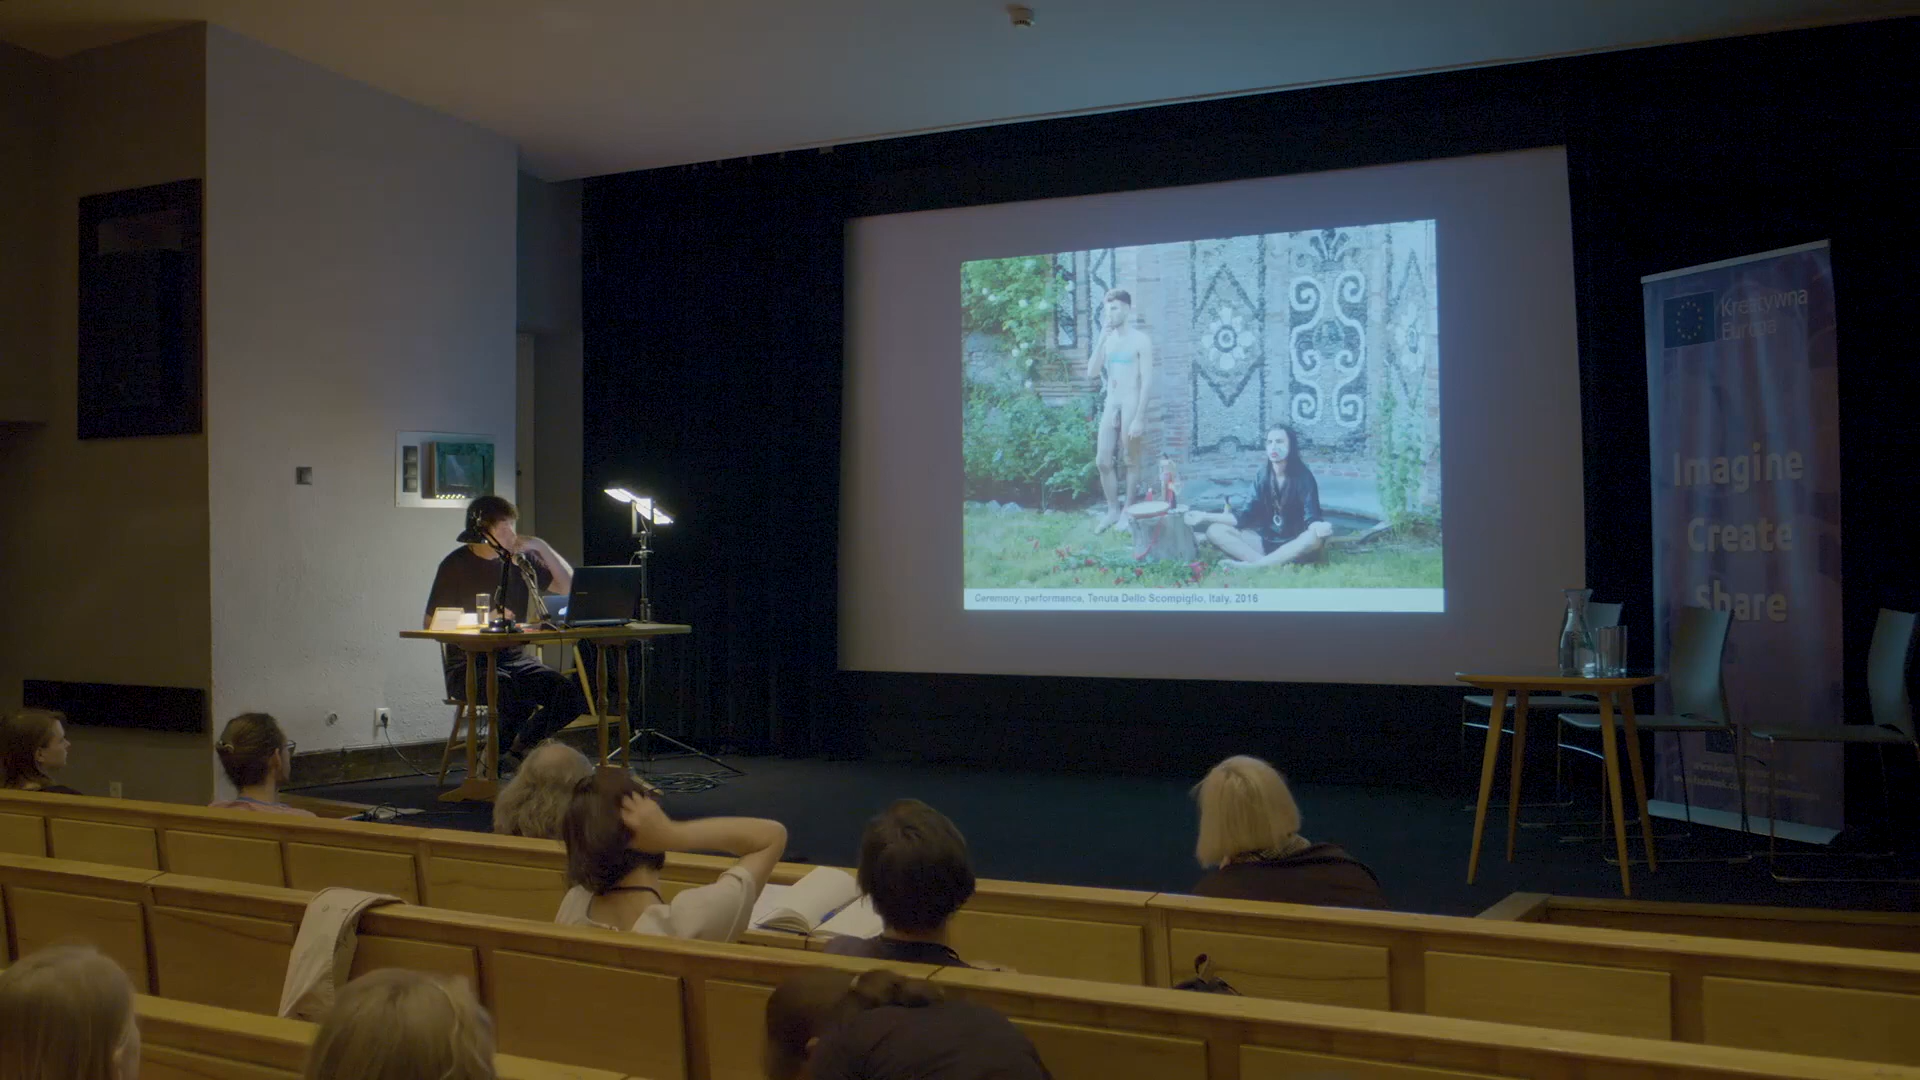 Ceremony, performance, Tenuta Dello Scompiglio, Italy, 2016
Kreatywna
Europa
Imagine
Create
Share